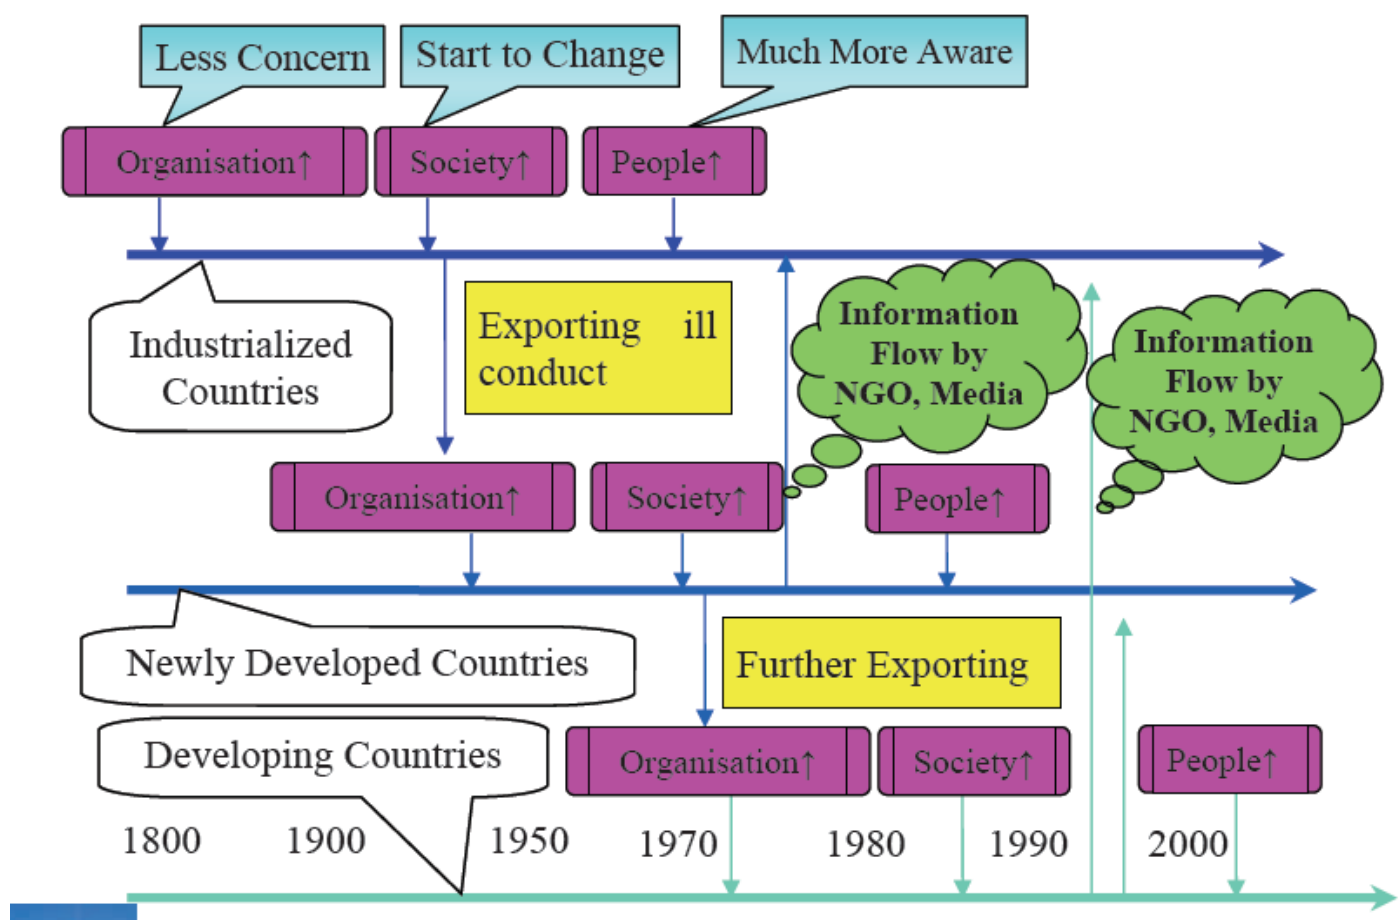 Less Concern
Start to Change
Much More Aware
Organisation↑
Society↑
People↑
Industrialized
Countries
Exporting ill
conduct
Information
Flow by
NGO, Media
Information
Flow by
NGO, Media
Organisation↑
Society↑
People↑
Newly Developed Countries
Further Exporting
Developing Countries
Organisation↑
Society↑
People↑
1800 1900 1950 1970 1980 1990 2000